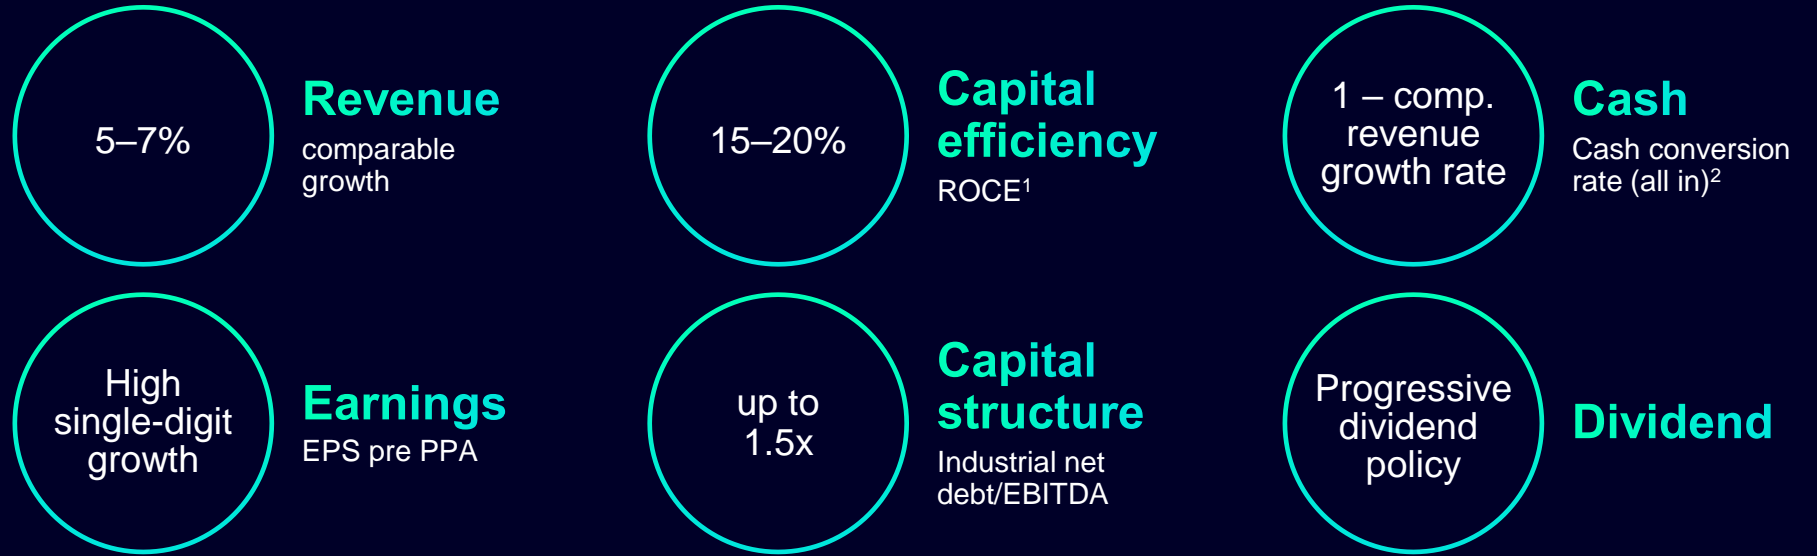 5–7%
Revenue
comparable
growth
15–20%
Capital
efficiency
ROCE¹
1 – comp.
revenue
growth rate
Cash
Cash conversion
rate (all in)²
High
single-digit
growth
Earnings
EPS pre PPA
up to
1.5x
Capital
structure
Industrial net
debt/EBITDA
Progressive
dividend
policy
Dividend